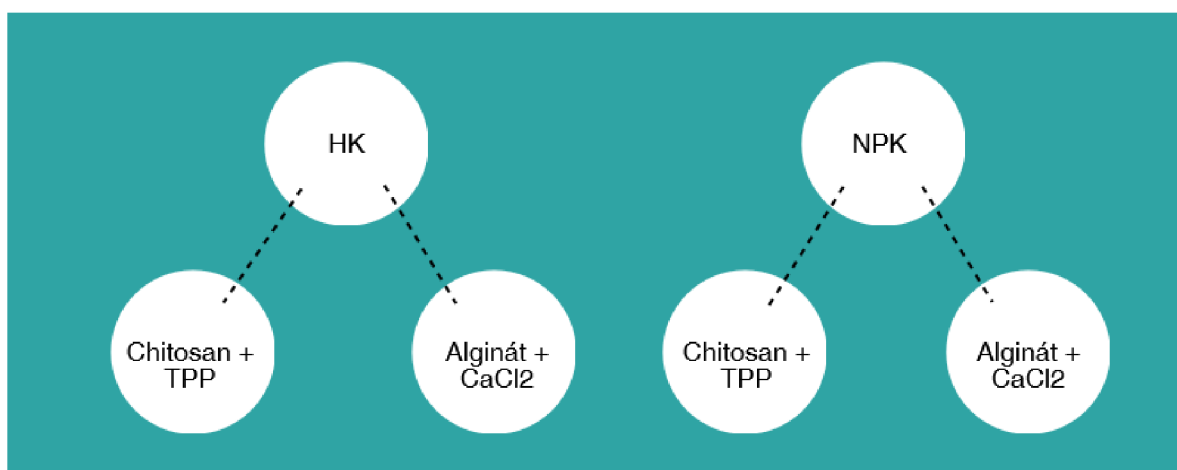 HK
NPK
Chitosan +
TPP
Alginát +
CaCl2
Chitosan +
TPP
Alginát +
CaCl2